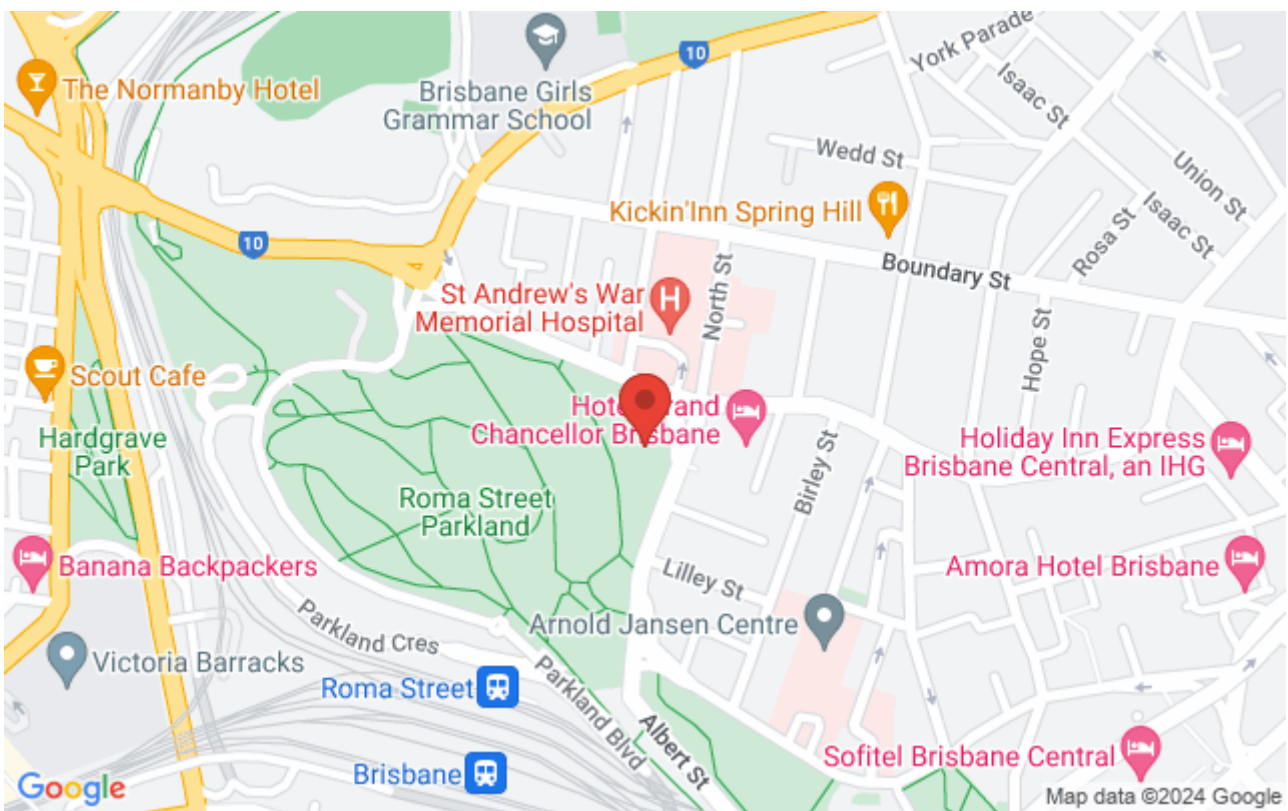 10
York Parade
Isaac St
The Normanby Hotel
Brisbane Girls
Grammar School
Wedd St
Union St
Kickin'Inn Spring Hill
Isaac St
Rosa St
10
Boundary St
St Andrew's War
Memorial Hospital
North St
Hope St
Scout Cafe
Hotel Grand
Chancellor Brisbane
Hardgrave
Park
Holiday Inn Express
Brisbane Central, an IHG
Birley St
Roma Street
Parkland
Banana Backpackers
Lilley St
Amora Hotel Brisbane
Arnold Jansen Centre
Parkland Cres
Victoria Barracks
Roma Street
Parkland Blvd
Albert St
Sofitel Brisbane Central
Brisbane
Google
Map data ©2024 Google